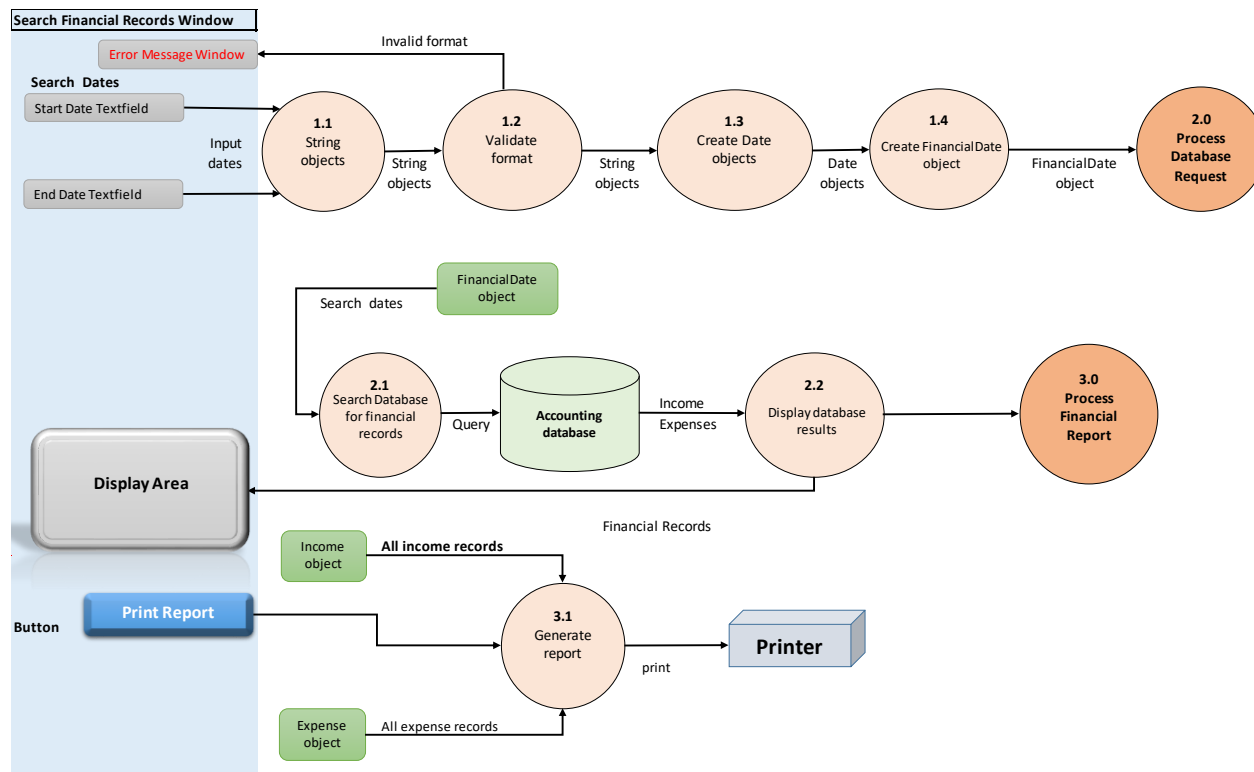 Search Financial Records Window
Error Message Window
Invalid format
Search Dates
Start Date Textfield
Input
dates
End Date Textfield
1.1
String
objects
String
objects
1.2
Validate
format
String
objects
1.3
Create Date
objects
Date
objects
1.4
Create FinancialDate
object
FinancialDate
object
2.0
Process
Database
Request
FinancialDate
object
Search dates
2.1
Search Database
for financial
records
Query
Accounting
database
Income
Expenses
2.2
Display database
results
3.0
Process
Financial
Report
Display Area
Financial Records
Income
object
All income records
Print Report
Button
3.1
Generate
report
print
Printer
Expense
object
All expense records